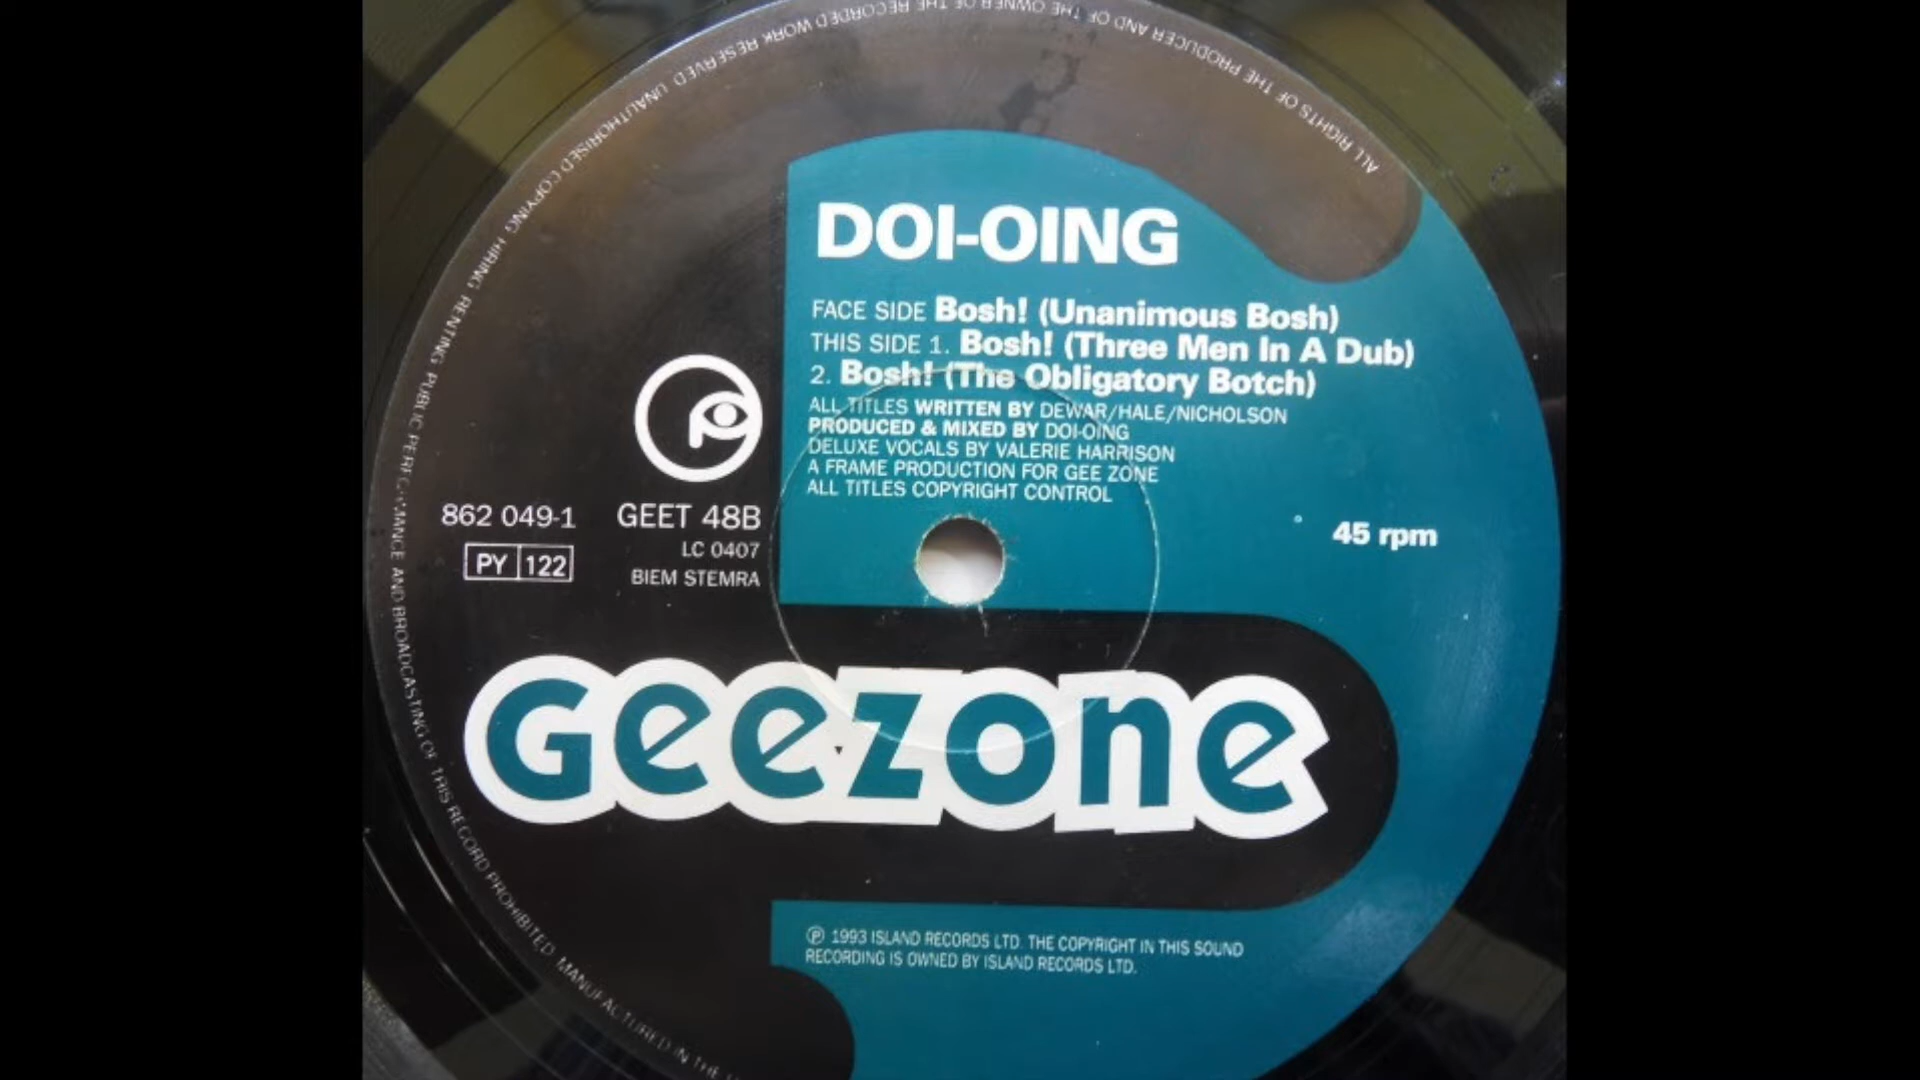 DOI-OING
FACE SIDE Bosh! (Unanimous Bosh)
THIS SIDE 1. Bosh! (Three Men In A Dub)
2. Bosh! (The Obligatory Botch)
ALL TITLES WRITTEN BY DEWAR/HALE/NICHOLSON
PRODUCED & MIXED BY DOI-OING
DELUXE VOCALS BY VALERIE HARRISON
A FRAME PRODUCTION FOR GEE ZONE
ALL TITLES COPYRIGHT CONTROL
862 049-1
PY 122
GEET 48B
LC 0407
BIEM STEMRA
45 rpm
Geezone
℗ 1993 ISLAND RECORDS LTD. THE COPYRIGHT IN THIS SOUND
RECORDING IS OWNED BY ISLAND RECORDS LTD.
ALL RIGHTS OF THE PRODUCER AND OF THE OWNER OF THE RECORDED WORK RESERVED. UNAUTHORISED COPYING HIRING RENTING PUBLIC PERFORMANCE AND BROADCASTING OF THIS RECORD PROHIBITED. MANUFACTURED IN THE